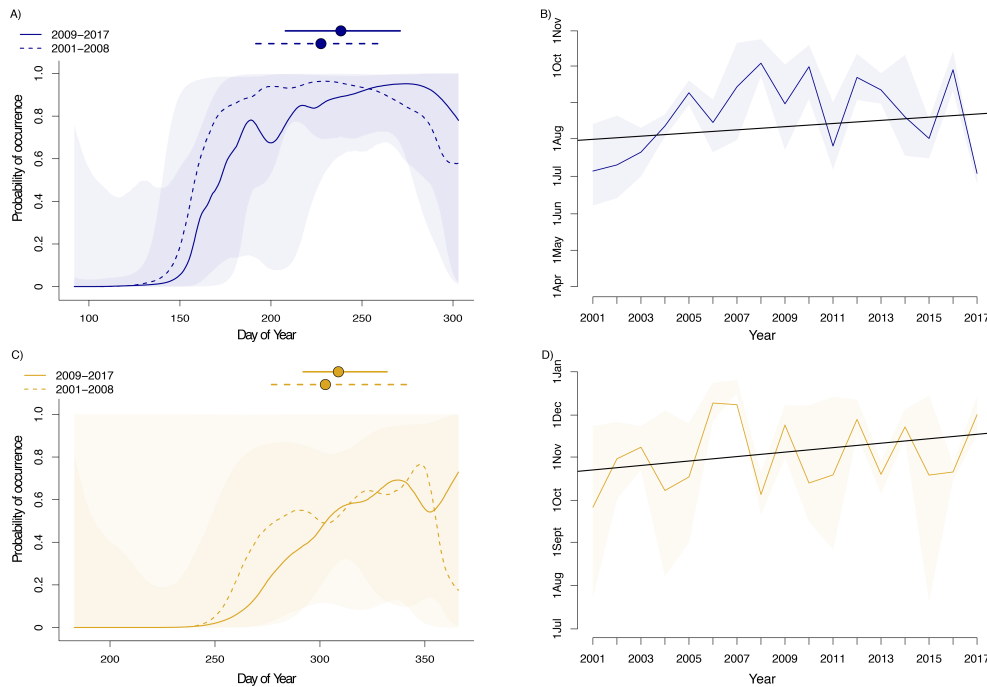 A)
2009–2017
2001–2008
Probability of occurrence
1.0
0.8
0.6
0.4
0.2
0
100
150
200
250
300
Day of Year
B)
1Nov
1Oct
1Aug
1Jul
1Jun
1May
1Apr
2001
2003
2005
2007
2009
2011
2013
2015
2017
Year
C)
2009–2017
2001–2008
Probability of occurrence
1.0
0.8
0.6
0.4
0.2
0
200
250
300
350
Day of Year
D)
1Jan
1Dec
1Nov
1Oct
1Sept
1Aug
1Jul
2001
2003
2005
2007
2009
2011
2013
2015
2017
Year